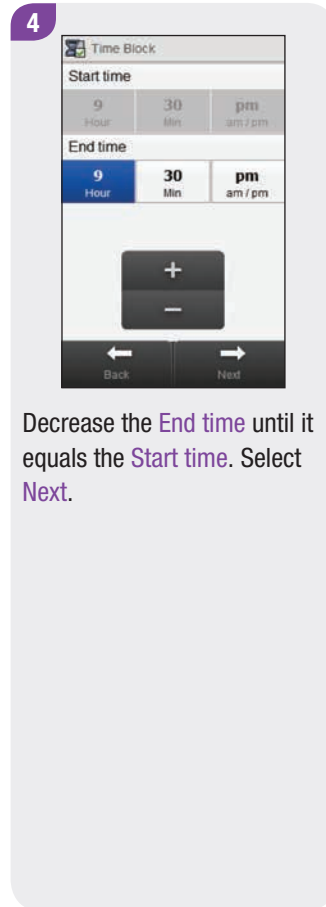 4
Time Block
Start time
9 30 pm
Hour Min am / pm
End time
9 30 pm
Hour Min am / pm
+
−
Back Next
Decrease the End time until it
equals the Start time. Select
Next.